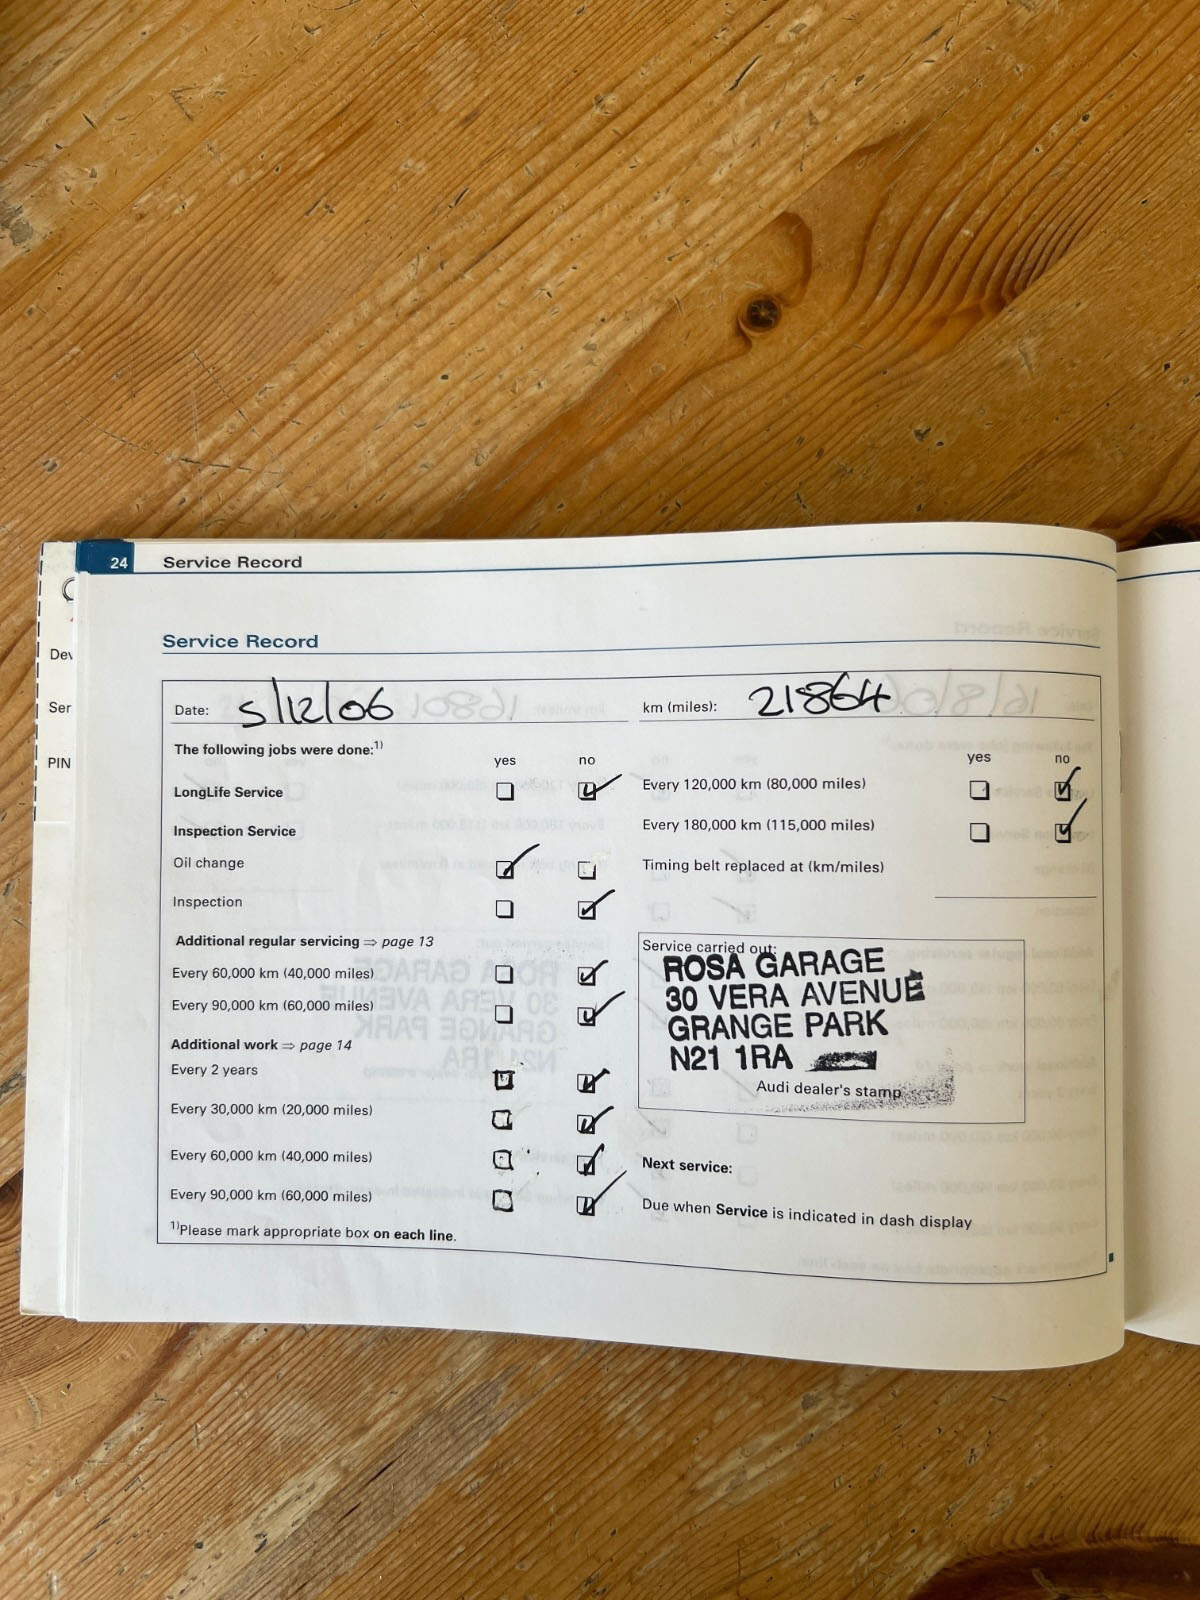 24 Service Record
Service Record
Date: 5/12/06
km (miles): 21864
The following jobs were done:1)
yes no
LongLife Service
Inspection Service
Oil change
Inspection
Additional regular servicing ⇒ page 13
Every 60,000 km (40,000 miles)
Every 90,000 km (60,000 miles)
Additional work ⇒ page 14
Every 2 years
Every 30,000 km (20,000 miles)
Every 60,000 km (40,000 miles)
Every 90,000 km (60,000 miles)
1)Please mark appropriate box on each line.
yes no
Every 120,000 km (80,000 miles)
Every 180,000 km (115,000 miles)
Timing belt replaced at (km/miles)
Service carried out:
ROSA GARAGE
30 VERA AVENUE
GRANGE PARK
N21 1RA
Audi dealer's stamp
Next service:
Due when Service is indicated in dash display
Dev
Ser
PIN